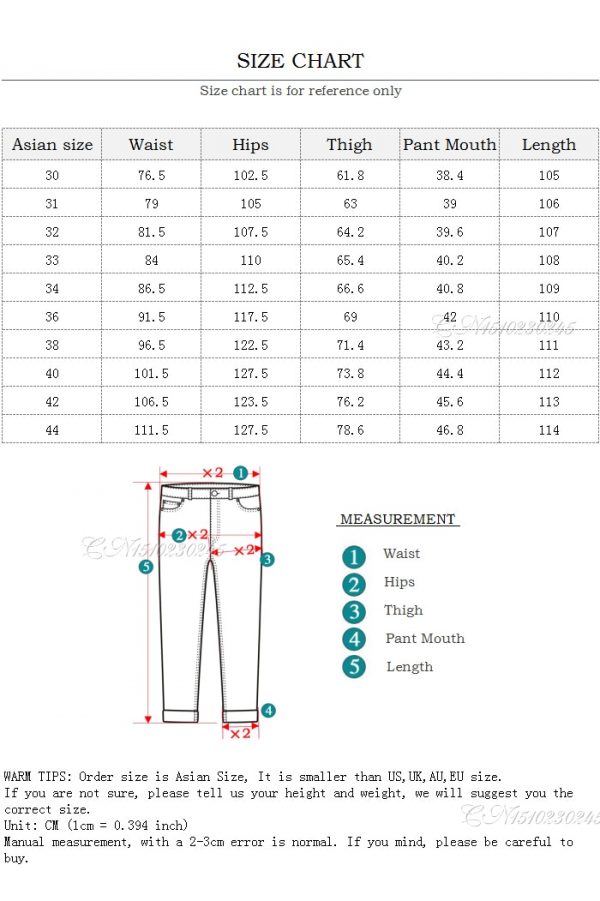 SIZE CHART
Size chart is for reference only
Asian size Waist Hips Thigh Pant Mouth Length
30 76.5 102.5 61.8 38.4 105
31 79 105 63 39 106
32 81.5 107.5 64.2 39.6 107
33 84 110 65.4 40.2 108
34 86.5 112.5 66.6 40.8 109
36 91.5 117.5 69 42 110
CN1510230245
38 96.5 122.5 71.4 43.2 111
40 101.5 127.5 73.8 44.4 112
42 106.5 123.5 76.2 45.6 113
44 111.5 127.5 78.6 46.8 114
×2 1
MEASUREMENT
2 ×2
CN1510230245
×2 3
5
1 Waist
2 Hips
3 Thigh
4 Pant Mouth
5 Length
4
×2
WARM TIPS: Order size is Asian Size, It is smaller than US,UK,AU,EU size.
If you are not sure, please tell us your height and weight, we will suggest you the
correct size.
CN1510230245
Unit: CM (1cm = 0.394 inch)
Manual measurement, with a 2-3cm error is normal. If you mind, please be careful to
buy.